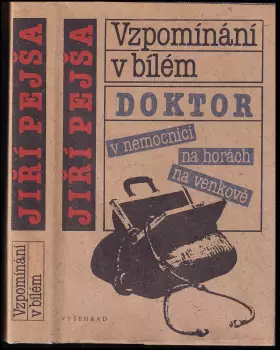 JIŘÍ PEJŠA
Vzpomínání
v bílém
JIŘÍ PEJŠA
Vzpomínání
v bílém
DOKTOR
v nemocnici
na horách
na venkově
VYŠEHRAD